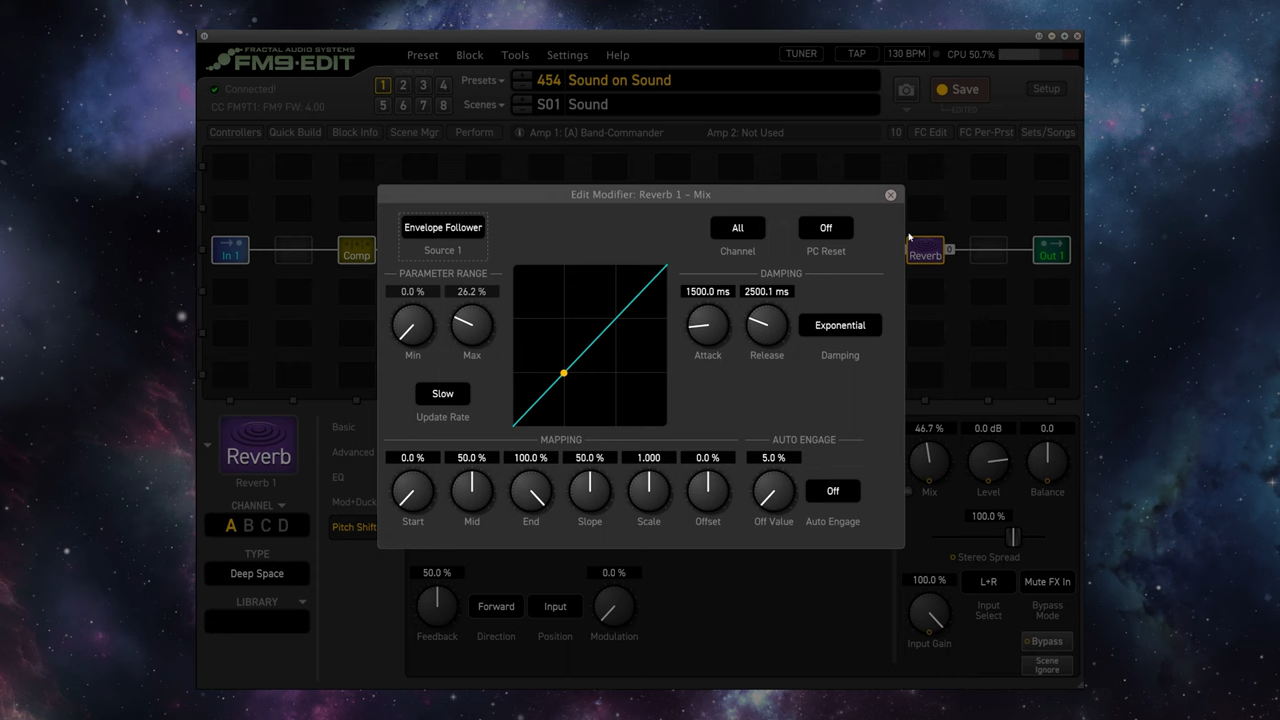 FRACTAL AUDIO SYSTEMS
FM9-EDIT
Preset Block Tools Settings Help
TUNER TAP 130 BPM CPU 50.7%
Connected!
CC FM9T1: FM9 FW: 4.00
1 2 3 4
5 6 7 8
Presets 454 Sound on Sound
Scenes S01 Sound
Save
EDITED
Setup
Controllers Quick Build Block Info Scene Mgr Perform Amp 1: (A) Band-Commander Amp 2: Not Used 10 FC Edit FC Per-Prst Sets/Songs
In 1 Comp Reverb Out 1
Edit Modifier: Reverb 1 – Mix
Envelope Follower All Off
Source 1 Channel PC Reset
PARAMETER RANGE DAMPING
0.0 % 26.2 % 1500.0 ms 2500.1 ms
Exponential
Min Max Attack Release Damping
Slow
Update Rate
MAPPING AUTO ENGAGE
0.0 % 50.0 % 100.0 % 50.0 % 1.000 0.0 % 5.0 %
Off
Start Mid End Slope Scale Offset Off Value Auto Engage
Reverb
Reverb 1
CHANNEL
A B C D
TYPE
Deep Space
LIBRARY
Basic
Advanced
EQ
Mod+Duck
Pitch Shift
50.0 % 0.0 %
Forward Input
Feedback Direction Position Modulation
46.7 % 0.0 dB 0.0
Mix Level Balance
100.0 %
Stereo Spread
100.0 % L+R Mute FX In
Input Select
Bypass Mode
Input Gain
Bypass
Scene Ignore